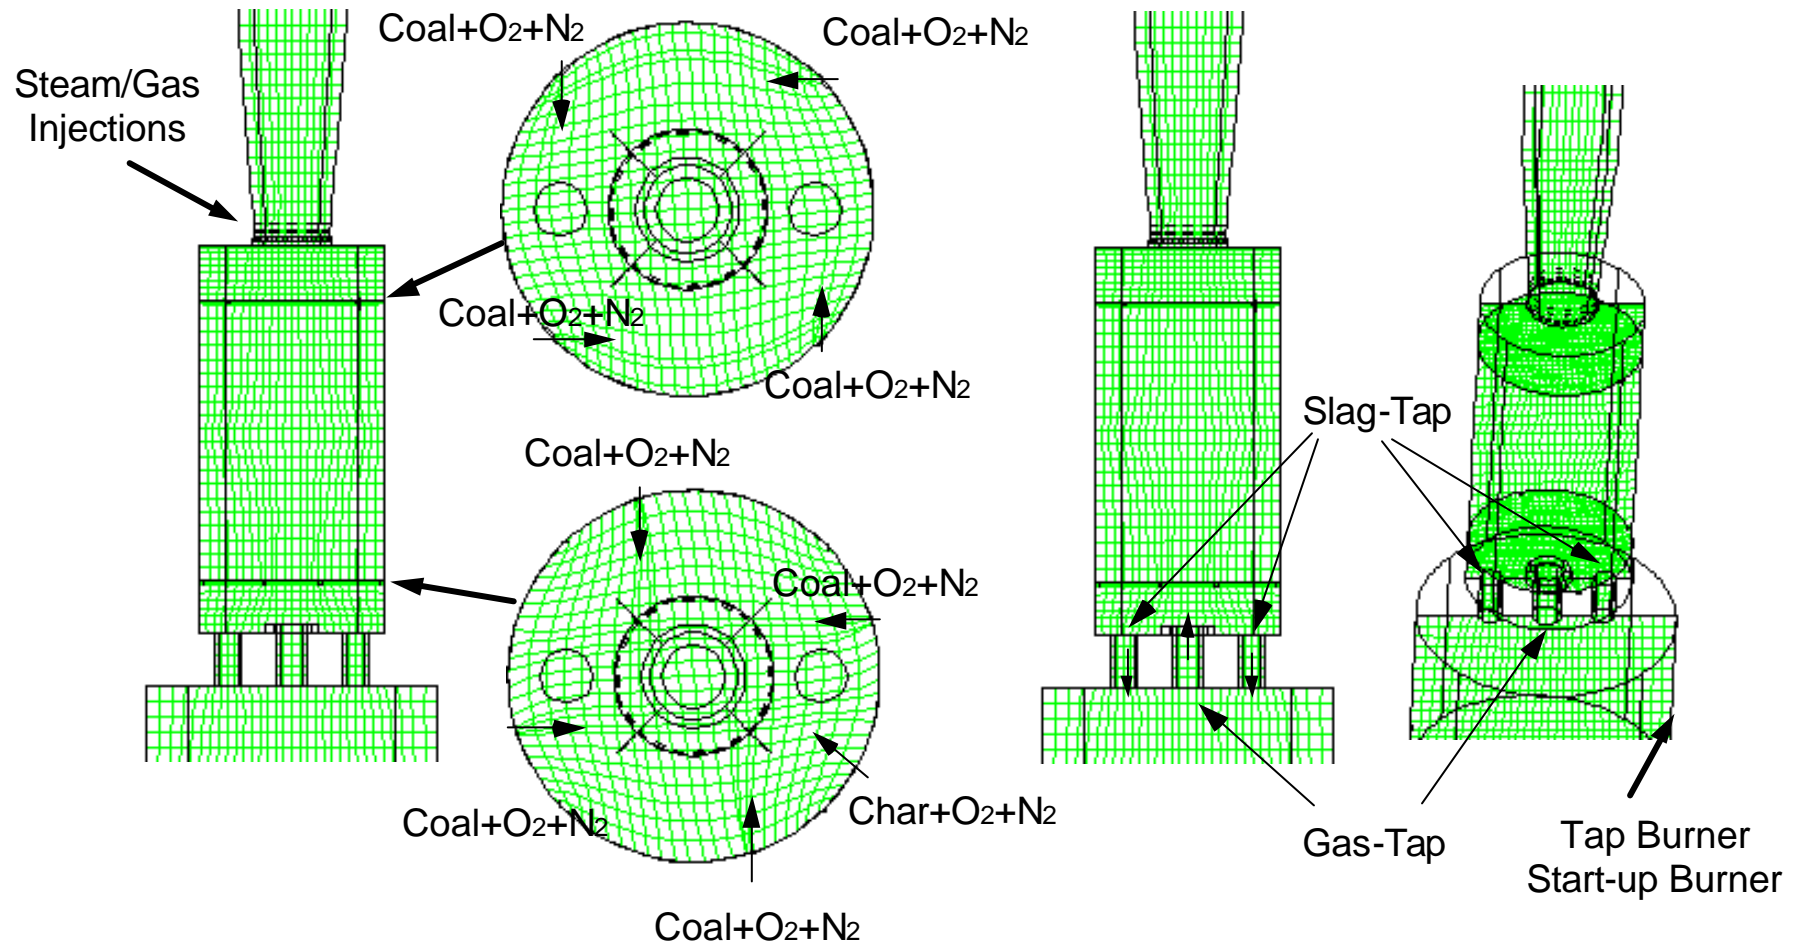 Coal+O2+N2
Coal+O2+N2
Steam/Gas
Injections
Coal+O2+N2
Coal+O2+N2
Coal+O2+N2
Coal+O2+N2
Coal+O2+N2
Char+O2+N2
Coal+O2+N2
Slag-Tap
Gas-Tap
Tap Burner
Start-up Burner